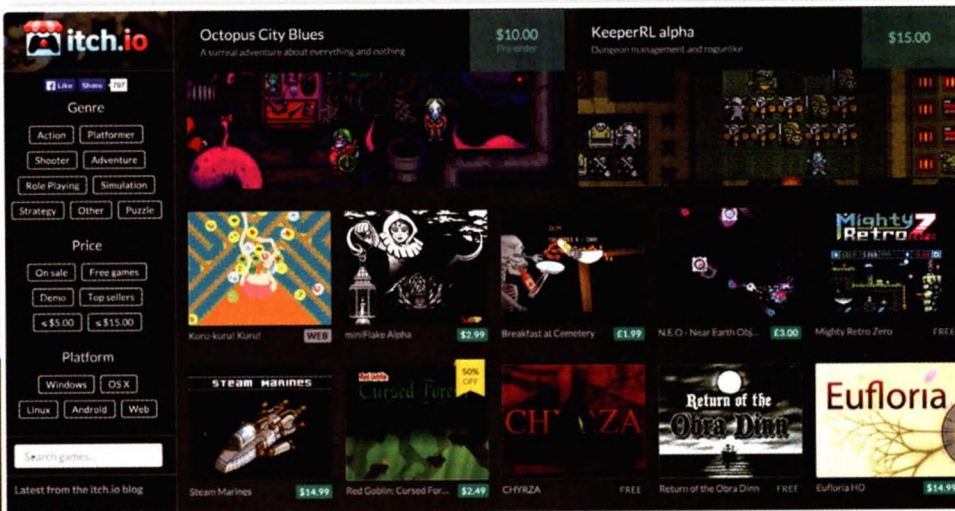 itch.io
Like Share 797
Genre
Action Platformer
Shooter Adventure
Role Playing Simulation
Strategy Other Puzzle
Price
On sale Free games
Demo Top sellers
≤ $5.00 ≤ $15.00
Platform
Windows OS X
Linux Android Web
Search games...
Latest from the itch.io blog
Octopus City Blues
A surreal adventure about everything and nothing
$10.00
Pre-order
KeeperRL alpha
Dungeon management and roguelike
$15.00
Kuru-kuru! Kuru! WEB
miniFlake Alpha $2.99
Breakfast at Cemetery £1.99
N.E.O - Near Earth Obj... £3.00
Mighty
Retro Zero
Mighty Retro Zero FREE
STEAM MARINES
Steam Marines $14.99
Red Goblin
Cursed Fore
50%
OFF
Red Goblin: Cursed For... $2.49
CHYRZA
CHYRZA FREE
Return of the
Obra Dinn
Return of the Obra Dinn FREE
Eufloria
Eufloria HD $14.99